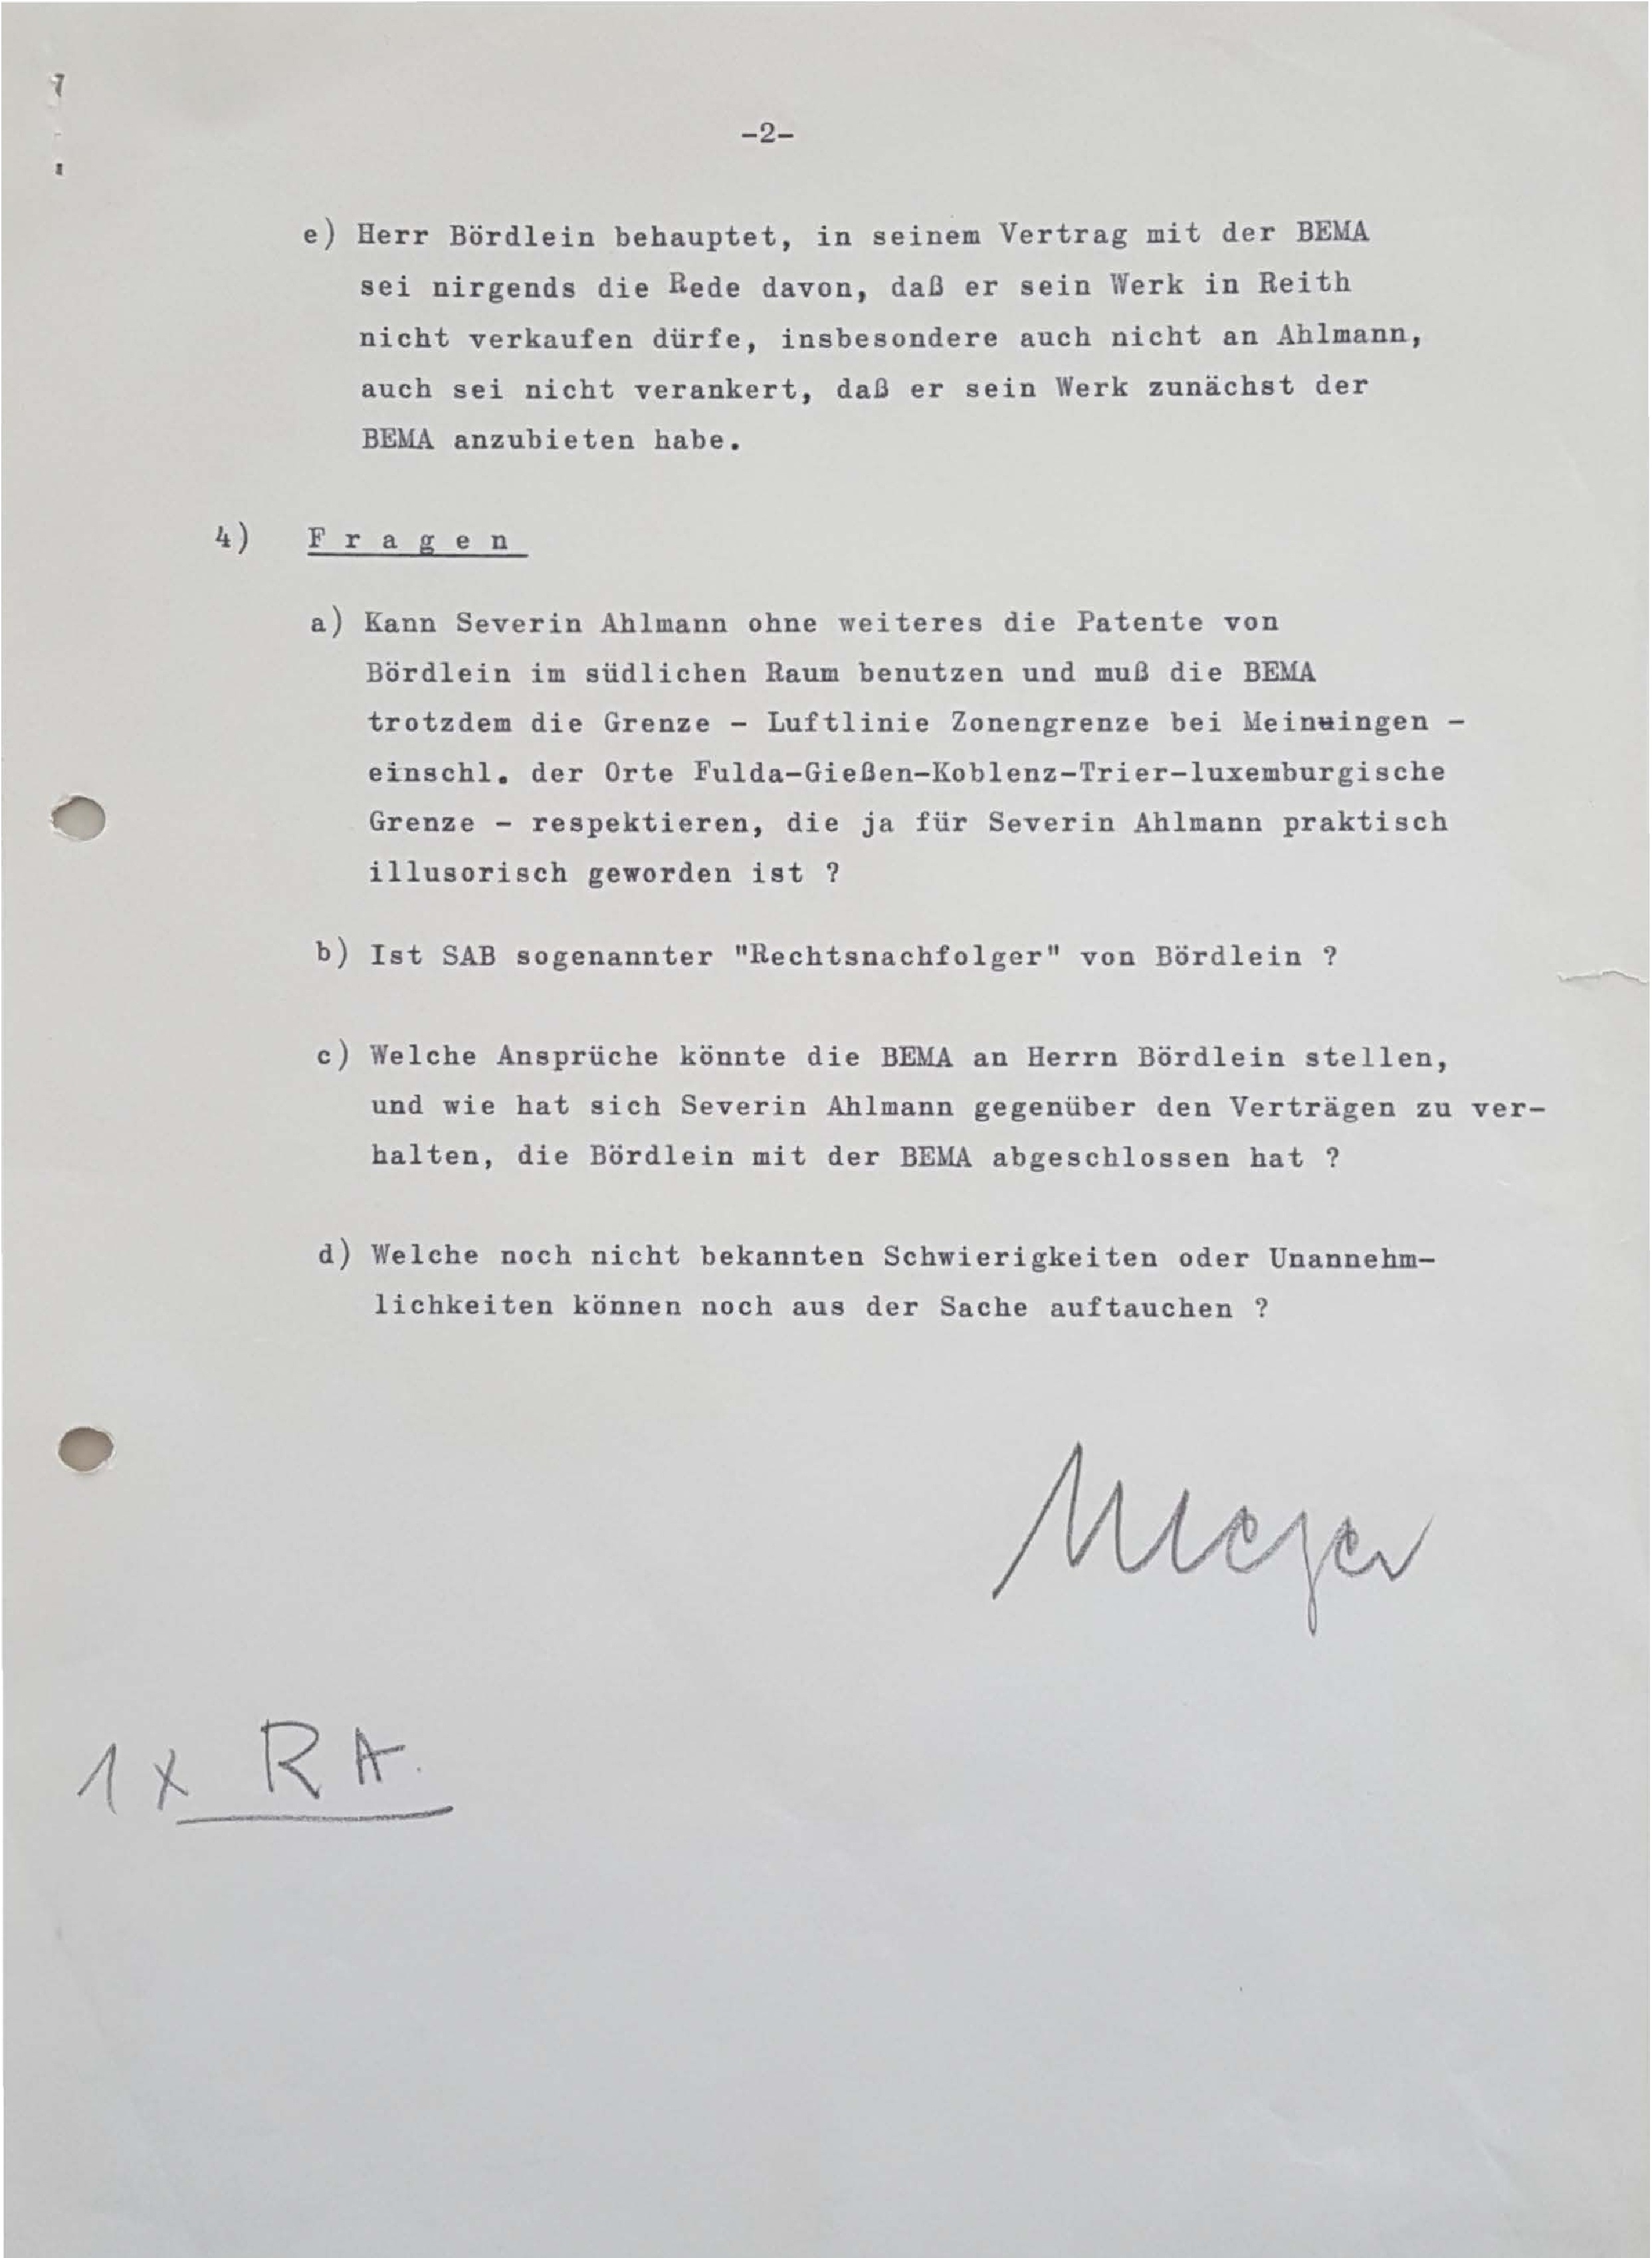 -2-
e) Herr Bördlein behauptet, in seinem Vertrag mit der BEMA
sei nirgends die Rede davon, daß er sein Werk in Reith
nicht verkaufen dürfe, insbesondere auch nicht an Ahlmann,
auch sei nicht verankert, daß er sein Werk zunächst der
BEMA anzubieten habe.
4) F r a g e n
a) Kann Severin Ahlmann ohne weiteres die Patente von
Bördlein im südlichen Raum benutzen und muß die BEMA
trotzdem die Grenze - Luftlinie Zonengrenze bei Meinuingen -
einschl. der Orte Fulda-Gießen-Koblenz-Trier-luxemburgische
Grenze - respektieren, die ja für Severin Ahlmann praktisch
illusorisch geworden ist ?
b) Ist SAB sogenannter "Rechtsnachfolger" von Bördlein ?
c) Welche Ansprüche könnte die BEMA an Herrn Bördlein stellen,
und wie hat sich Severin Ahlmann gegenüber den Verträgen zu ver-
halten, die Bördlein mit der BEMA abgeschlossen hat ?
d) Welche noch nicht bekannten Schwierigkeiten oder Unannehm-
lichkeiten können noch aus der Sache auftauchen ?
Meyer
1 x RA.